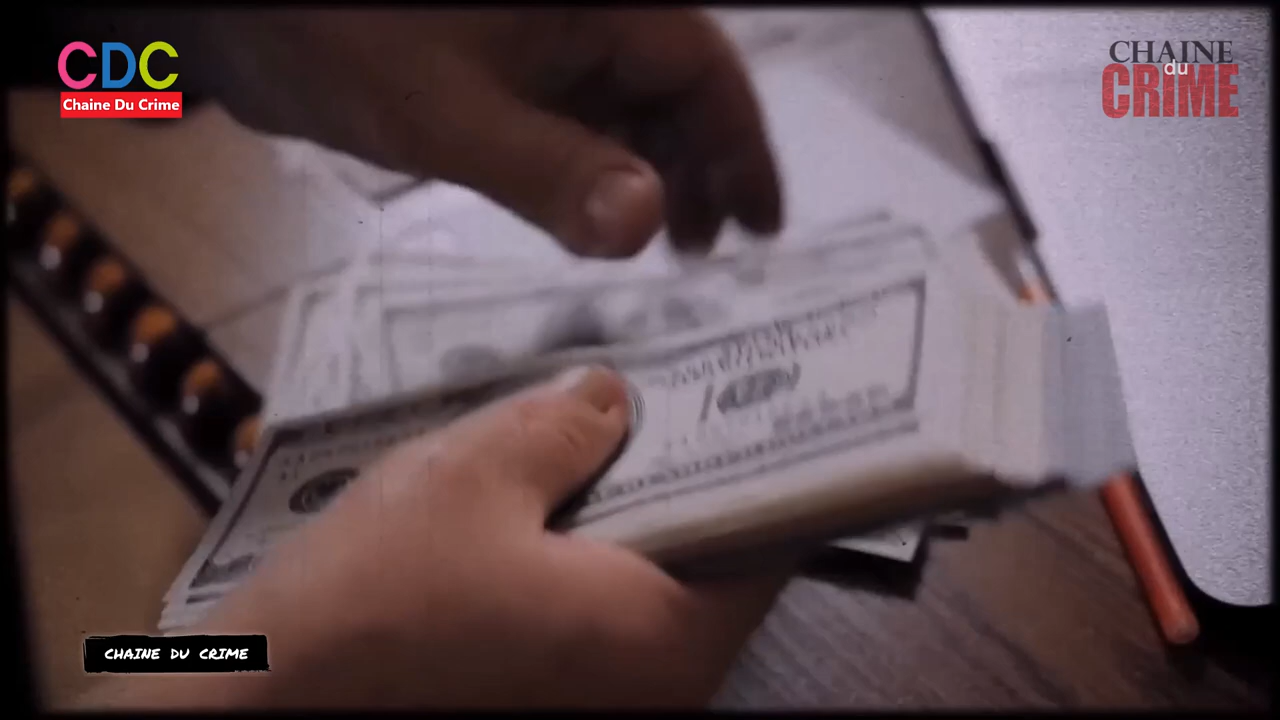 CDC
Chaine Du Crime
CHAINE
du
CRIME
CHAINE DU CRIME